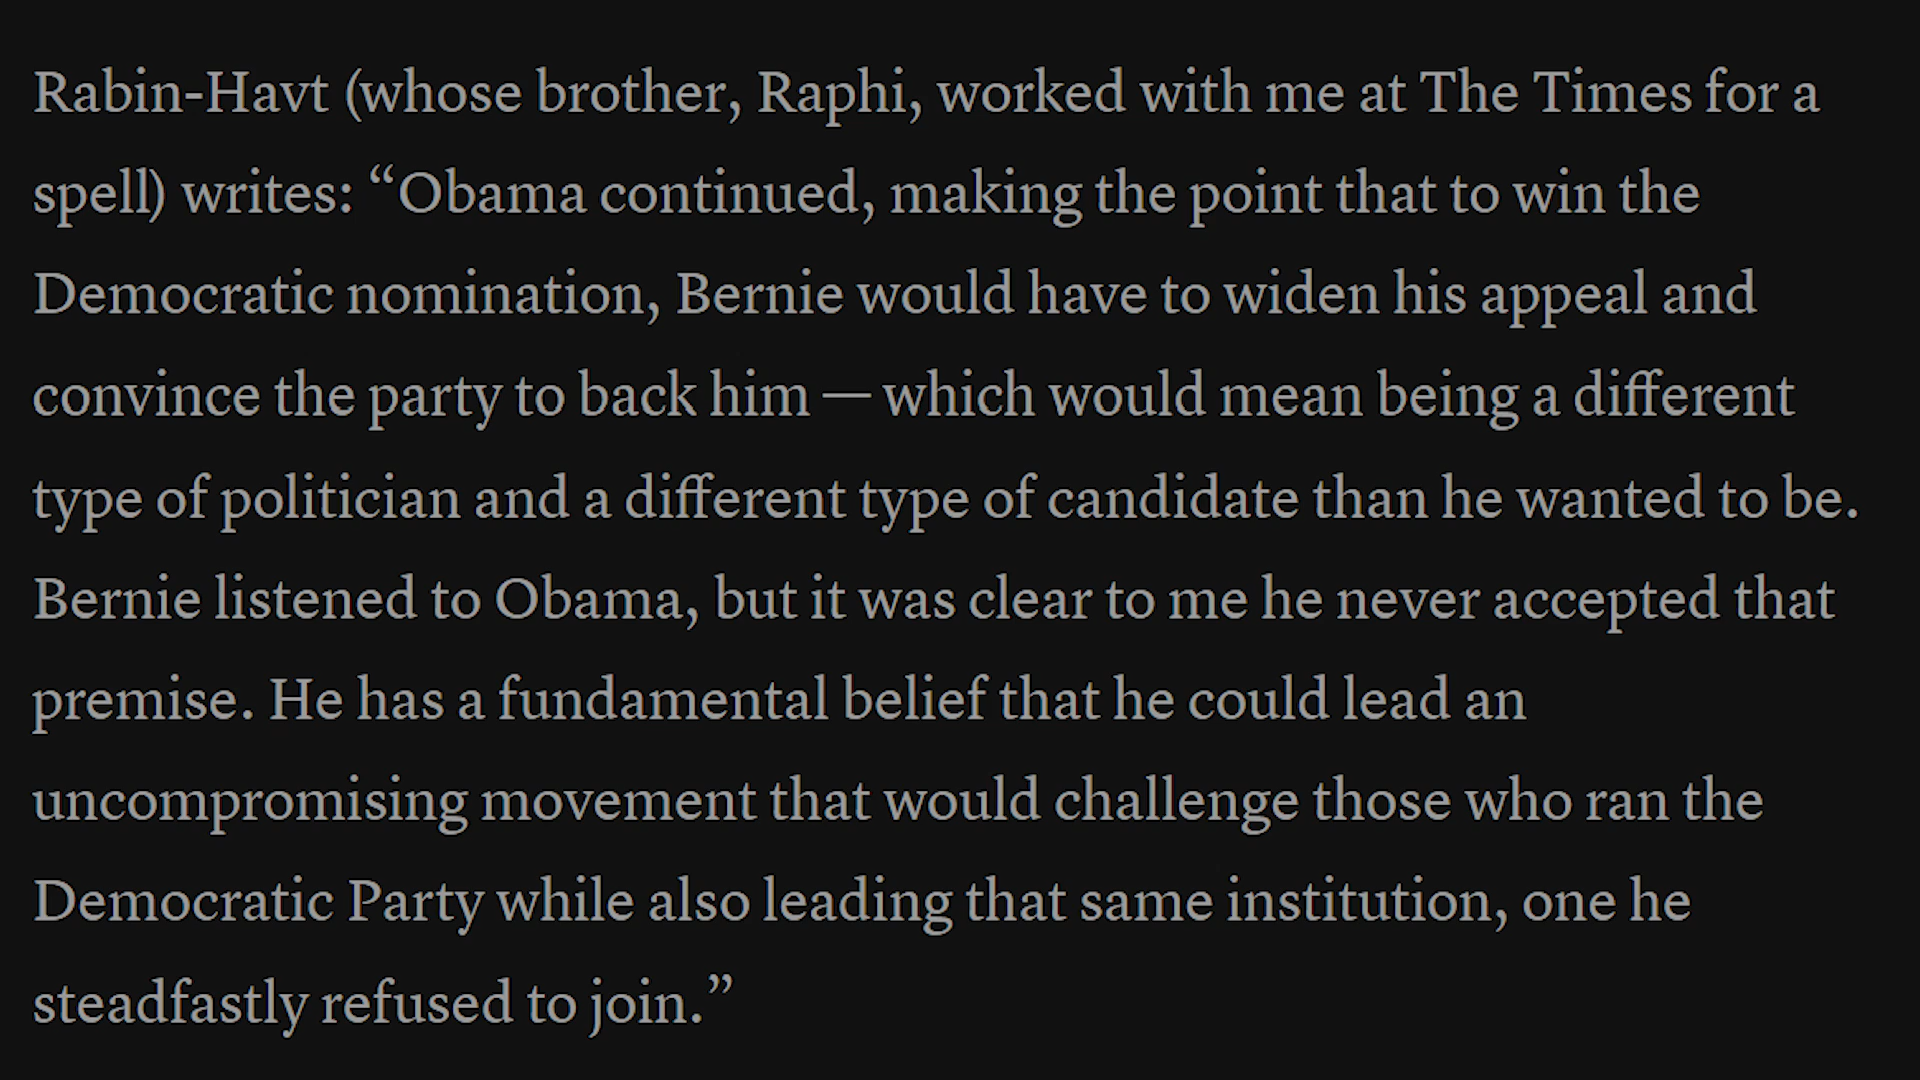 Rabin-Havt (whose brother, Raphi, worked with me at The Times for a
spell) writes: “Obama continued, making the point that to win the
Democratic nomination, Bernie would have to widen his appeal and
convince the party to back him — which would mean being a different
type of politician and a different type of candidate than he wanted to be.
Bernie listened to Obama, but it was clear to me he never accepted that
premise. He has a fundamental belief that he could lead an
uncompromising movement that would challenge those who ran the
Democratic Party while also leading that same institution, one he
steadfastly refused to join.”